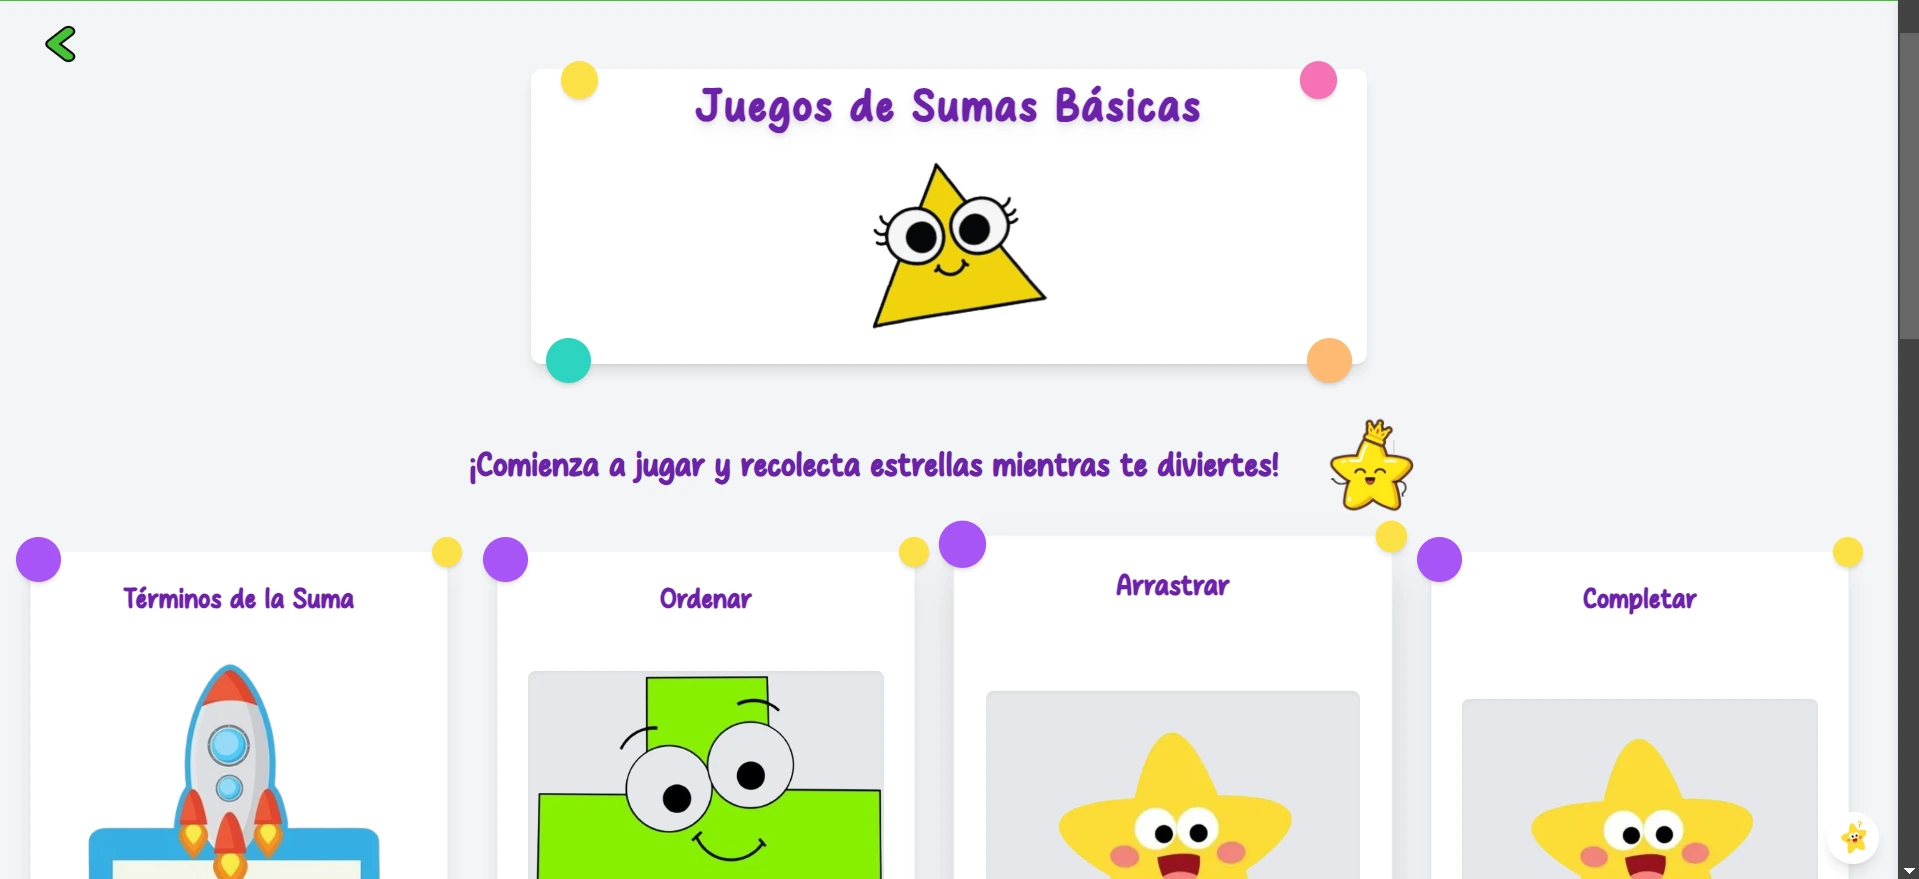 Juegos de Sumas Básicas
¡Comienza a jugar y recolecta estrellas mientras te diviertes!
Términos de la Suma
Ordenar
Arrastrar
Completar